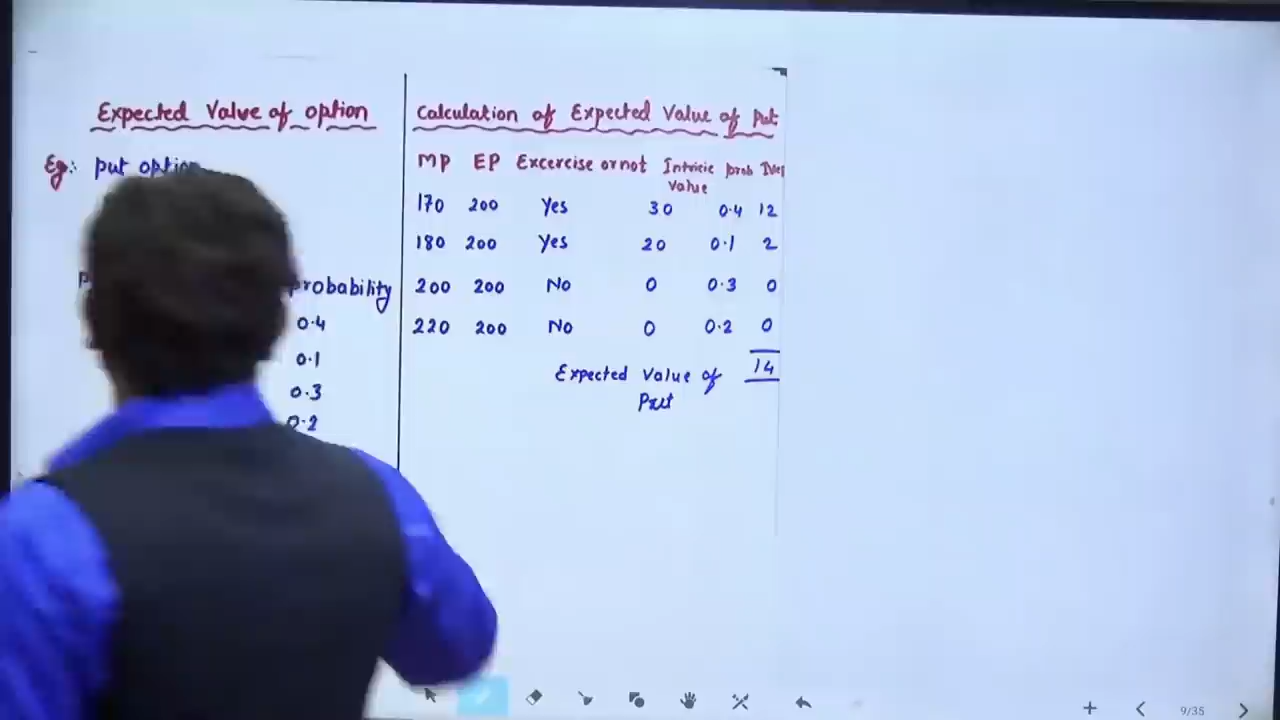 Expected Value of option
Eg:- put option
probability
0.4
0.1
0.3
0.2
Calculation of Expected Value of put
MP EP Excercise or not Intricic Value prob
170 200 Yes 30 0.4 12
180 200 Yes 20 0.1 2
200 200 No 0 0.3 0
220 200 No 0 0.2 0
Expected Value of Put 14
9/35